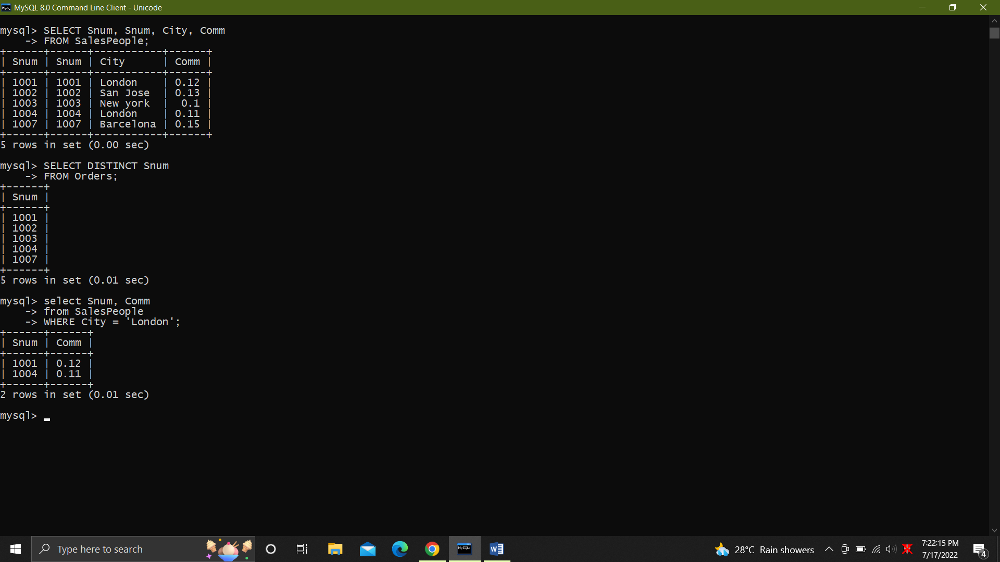 MySQL 8.0 Command Line Client - Unicode
mysql> SELECT Snum, Snum, City, Comm
    -> FROM SalesPeople;
+------+------+-----------+------+
| Snum | Snum | City      | Comm |
+------+------+-----------+------+
| 1001 | 1001 | London    | 0.12 |
| 1002 | 1002 | San Jose  | 0.13 |
| 1003 | 1003 | New york  |  0.1 |
| 1004 | 1004 | London    | 0.11 |
| 1007 | 1007 | Barcelona | 0.15 |
+------+------+-----------+------+
5 rows in set (0.00 sec)
mysql> SELECT DISTINCT Snum
    -> FROM Orders;
+------+
| Snum |
+------+
| 1001 |
| 1002 |
| 1003 |
| 1004 |
| 1007 |
+------+
5 rows in set (0.01 sec)
mysql> select Snum, Comm
    -> from SalesPeople
    -> WHERE City = 'London';
+------+------+
| Snum | Comm |
+------+------+
| 1001 | 0.12 |
| 1004 | 0.11 |
+------+------+
2 rows in set (0.01 sec)
mysql> _
Type here to search
28°C Rain showers
7:22:15 PM
7/17/2022
4